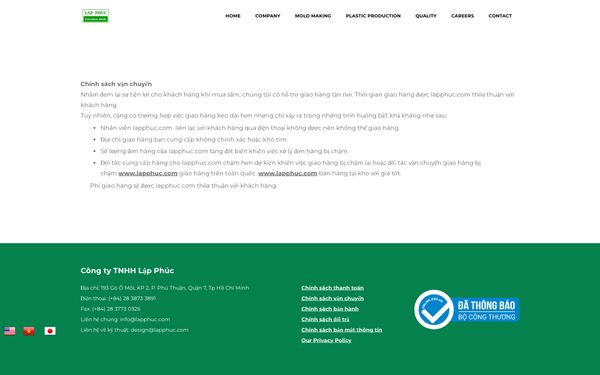 LAP PHUC
Precision Mold
HOME COMPANY MOLD MAKING PLASTIC PRODUCTION QUALITY CAREERS CONTACT
Chính sách vận chuyển
Nhằm đem lại sự tiện lợi cho khách hàng khi mua sắm, chúng tôi có hỗ trợ giao hàng tận nơi. Thời gian giao hàng được lapphuc.com thỏa thuận với
khách hàng.
Tuy nhiên, cũng có trường hợp việc giao hàng kéo dài hơn nhưng chỉ xảy ra trong những tình huống bất khả kháng như sau:
• Nhân viên lapphuc.com liên lạc với khách hàng qua điện thoại không được nên không thể giao hàng.
• Địa chỉ giao hàng bạn cung cấp không chính xác hoặc khó tìm.
• Số lượng đơn hàng của lapphuc.com tăng đột biến khiến việc xử lý đơn hàng bị chậm.
• Đối tác cung cấp hàng cho lapphuc.com chậm hơn dự kiến khiến việc giao hàng bị chậm lại hoặc đối tác vận chuyển giao hàng bị
chậm www.lapphuc.com giao hàng trên toàn quốc. www.lapphuc.com bán hàng tại kho với giá tốt.
Phí giao hàng sẽ được lapphuc.com thỏa thuận với khách hàng.
Công ty TNHH Lập Phúc
Địa chỉ: 193 Gò Ô Môi, KP 2, P. Phú Thuận, Quận 7, Tp Hồ Chí Minh
Điện thoại: (+84) 28 3873 3891
Fax: (+84) 28 3773 0326
Liên hệ chung: info@lapphuc.com
Liên hệ về kỹ thuật: design@lapphuc.com
Chính sách thanh toán
Chính sách vận chuyển
Chính sách bảo hành
Chính sách đổi trả
Chính sách bảo mật thông tin
Our Privacy Policy
ĐÃ THÔNG BÁO
BỘ CÔNG THƯƠNG